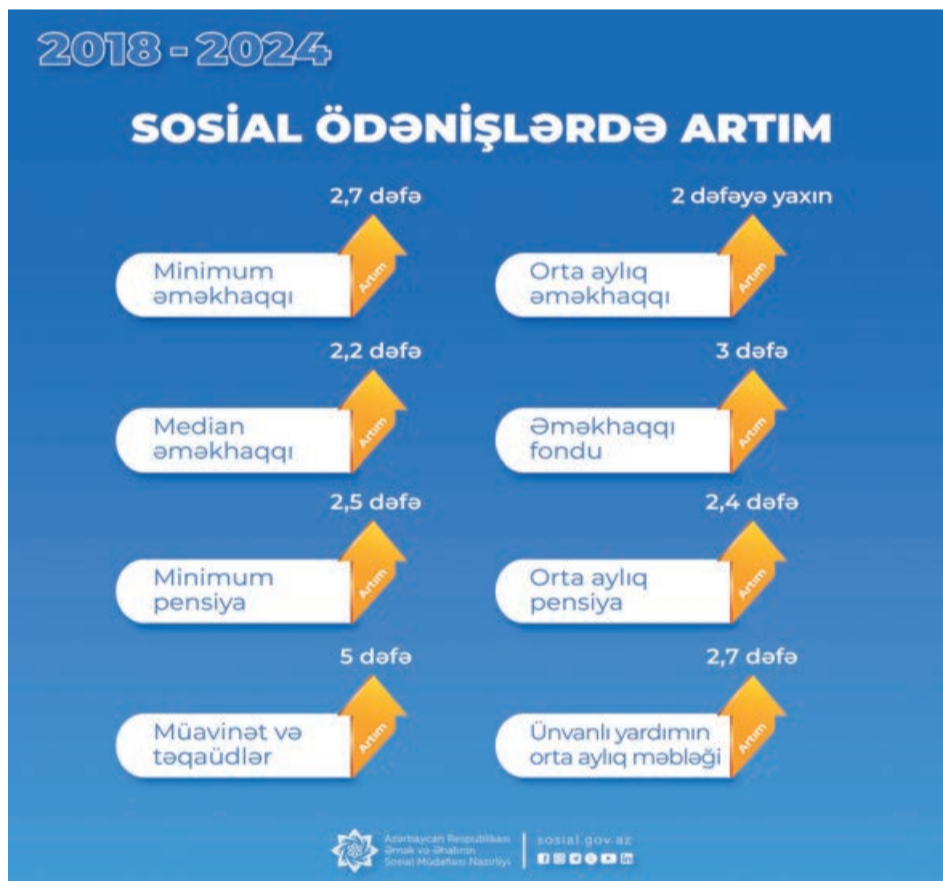 2018 - 2024
SOSİAL ÖDƏNİŞLƏRDƏ ARTIM
2,7 dəfə
Minimum
əməkhaqqı
Artım
2 dəfəyə yaxın
Orta aylıq
əməkhaqqı
Artım
2,2 dəfə
Median
əməkhaqqı
Artım
3 dəfə
Əməkhaqqı
fondu
Artım
2,5 dəfə
Minimum
pensiya
Artım
2,4 dəfə
Orta aylıq
pensiya
Artım
5 dəfə
Müavinət və
təqaüdlər
Artım
2,7 dəfə
Ünvanlı yardımın
orta aylıq məbləği
Artım
Azərbaycan Respublikası
Əmək və Əhalinin
Sosial Müdafiəsi Nazirliyi
sosial.gov.az